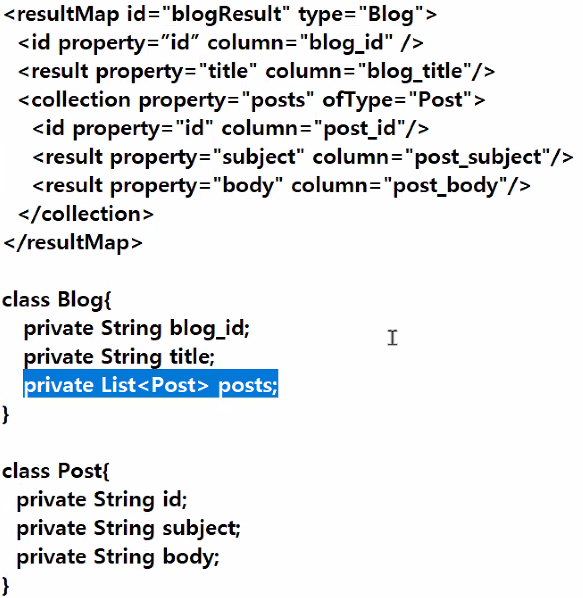 <resultMap id="blogResult" type="Blog">
<id property=”id” column="blog_id" />
<result property="title" column="blog_title"/>
<collection property="posts" ofType="Post">
<id property="id" column="post_id"/>
<result property="subject" column="post_subject"/>
<result property="body" column="post_body"/>
</collection>
</resultMap>
class Blog{
private String blog_id;
private String title;
private List<Post> posts;
}
class Post{
private String id;
private String subject;
private String body;
}